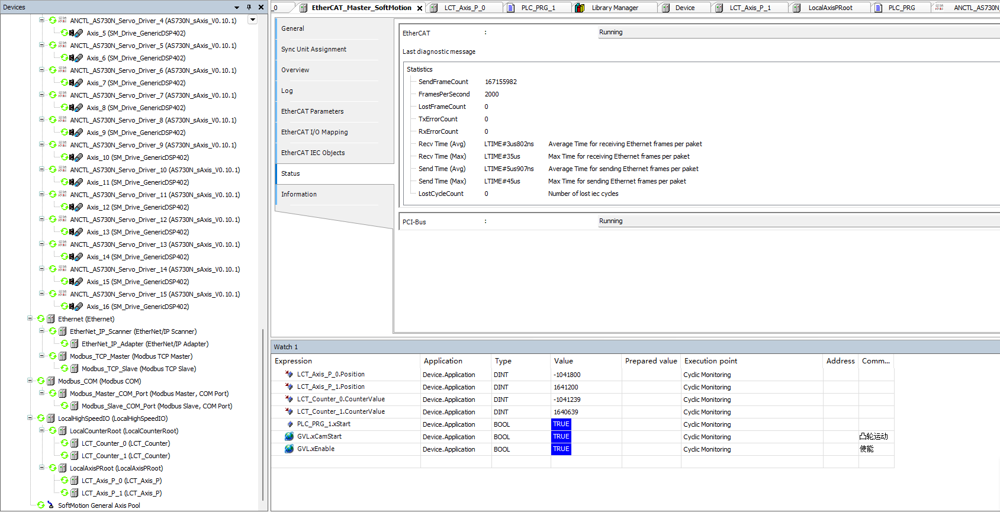 Devices
ANCTL_AS730N_Servo_Driver_4 (AS730N_sAxis_V0.10.1)
Axis_5 (SM_Drive_GenericDSP402)
ANCTL_AS730N_Servo_Driver_5 (AS730N_sAxis_V0.10.1)
Axis_6 (SM_Drive_GenericDSP402)
ANCTL_AS730N_Servo_Driver_6 (AS730N_sAxis_V0.10.1)
Axis_7 (SM_Drive_GenericDSP402)
ANCTL_AS730N_Servo_Driver_7 (AS730N_sAxis_V0.10.1)
Axis_8 (SM_Drive_GenericDSP402)
ANCTL_AS730N_Servo_Driver_8 (AS730N_sAxis_V0.10.1)
Axis_9 (SM_Drive_GenericDSP402)
ANCTL_AS730N_Servo_Driver_9 (AS730N_sAxis_V0.10.1)
Axis_10 (SM_Drive_GenericDSP402)
ANCTL_AS730N_Servo_Driver_10 (AS730N_sAxis_V0.10.1)
Axis_11 (SM_Drive_GenericDSP402)
ANCTL_AS730N_Servo_Driver_11 (AS730N_sAxis_V0.10.1)
Axis_12 (SM_Drive_GenericDSP402)
ANCTL_AS730N_Servo_Driver_12 (AS730N_sAxis_V0.10.1)
Axis_13 (SM_Drive_GenericDSP402)
ANCTL_AS730N_Servo_Driver_13 (AS730N_sAxis_V0.10.1)
Axis_14 (SM_Drive_GenericDSP402)
ANCTL_AS730N_Servo_Driver_14 (AS730N_sAxis_V0.10.1)
Axis_15 (SM_Drive_GenericDSP402)
ANCTL_AS730N_Servo_Driver_15 (AS730N_sAxis_V0.10.1)
Axis_16 (SM_Drive_GenericDSP402)
Ethernet (Ethernet)
EtherNet_IP_Scanner (EtherNet/IP Scanner)
EtherNet_IP_Adapter (EtherNet/IP Adapter)
Modbus_TCP_Master (Modbus TCP Master)
Modbus_TCP_Slave (Modbus TCP Slave)
Modbus_COM (Modbus COM)
Modbus_Master_COM_Port (Modbus Master, COM Port)
Modbus_Slave_COM_Port (Modbus Slave, COM Port)
LocalHighSpeedIO (LocalHighSpeedIO)
LocalCounterRoot (LocalCounterRoot)
LCT_Counter_0 (LCT_Counter)
LCT_Counter_1 (LCT_Counter)
LocalAxisPRoot (LocalAxisPRoot)
LCT_Axis_P_0 (LCT_Axis_P)
LCT_Axis_P_1 (LCT_Axis_P)
SoftMotion General Axis Pool
_0 EtherCAT_Master_SoftMotion LCT_Axis_P_0 PLC_PRG_1 Library Manager Device LCT_Axis_P_1 LocalAxisPRoot PLC_PRG ANCTL_AS730N_
General
Sync Unit Assignment
Overview
Log
EtherCAT Parameters
EtherCAT I/O Mapping
EtherCAT IEC Objects
Status
Information
EtherCAT : Running
Last diagnostic message
Statistics
SendFrameCount 167155982
FramesPerSecond 2000
LostFrameCount 0
TxErrorCount 0
RxErrorCount 0
Recv Time (Avg) LTIME#3us802ns Average Time for receiving Ethernet frames per paket
Recv Time (Max) LTIME#35us Max Time for receiving Ethernet frames per paket
Send Time (Avg) LTIME#5us907ns Average Time for sending Ethernet frames per paket
Send Time (Max) LTIME#45us Max Time for sending Ethernet frames per paket
LostCycleCount 0 Number of lost iec cycles
PCI-Bus : Running
Watch 1
Expression Application Type Value Prepared value Execution point Address Comm...
LCT_Axis_P_0.Position Device.Application DINT -1041800 Cyclic Monitoring
LCT_Axis_P_1.Position Device.Application DINT 1641200 Cyclic Monitoring
LCT_Counter_0.CounterValue Device.Application DINT -1041239 Cyclic Monitoring
LCT_Counter_1.CounterValue Device.Application DINT 1640639 Cyclic Monitoring
PLC_PRG_1.xStart Device.Application BOOL TRUE Cyclic Monitoring
GVL.xCamStart Device.Application BOOL TRUE Cyclic Monitoring 凸轮运动
GVL.xEnable Device.Application BOOL TRUE Cyclic Monitoring 使能